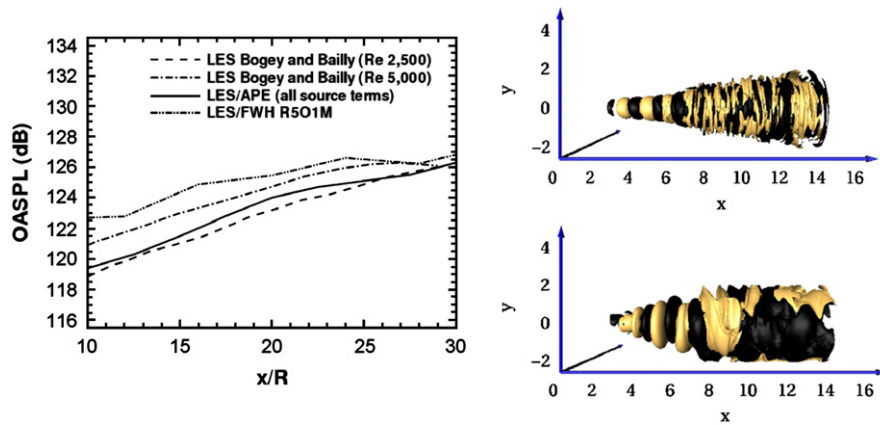 134
132
130
128
126
124
122
120
118
116
OASPL (dB)
LES Bogey and Bailly (Re 2,500)
LES Bogey and Bailly (Re 5,000)
LES/APE (all source terms)
LES/FWH R501M
10 15 20 25 30
x/R
4
2
0
−2
y
0 2 4 6 8 10 12 14 16
x
4
2
0
−2
y
0 2 4 6 8 10 12 14 16
x